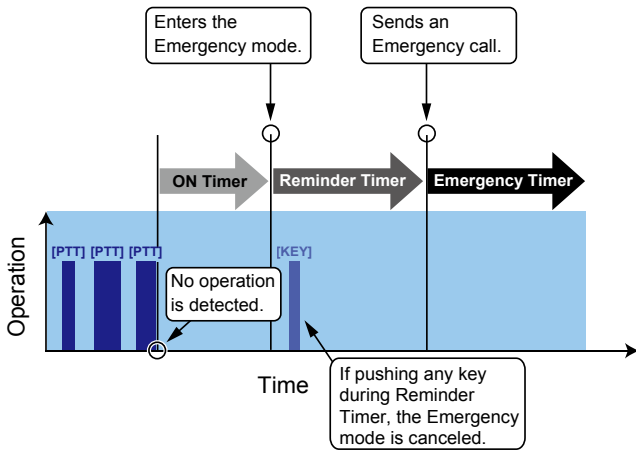 Enters the
Emergency mode.
Sends an
Emergency call.
ON Timer
Reminder Timer
Emergency Timer
[PTT] [PTT] [PTT]
[KEY]
No operation
is detected.
Operation
Time
If pushing any key
during Reminder
Timer, the Emergency
mode is canceled.